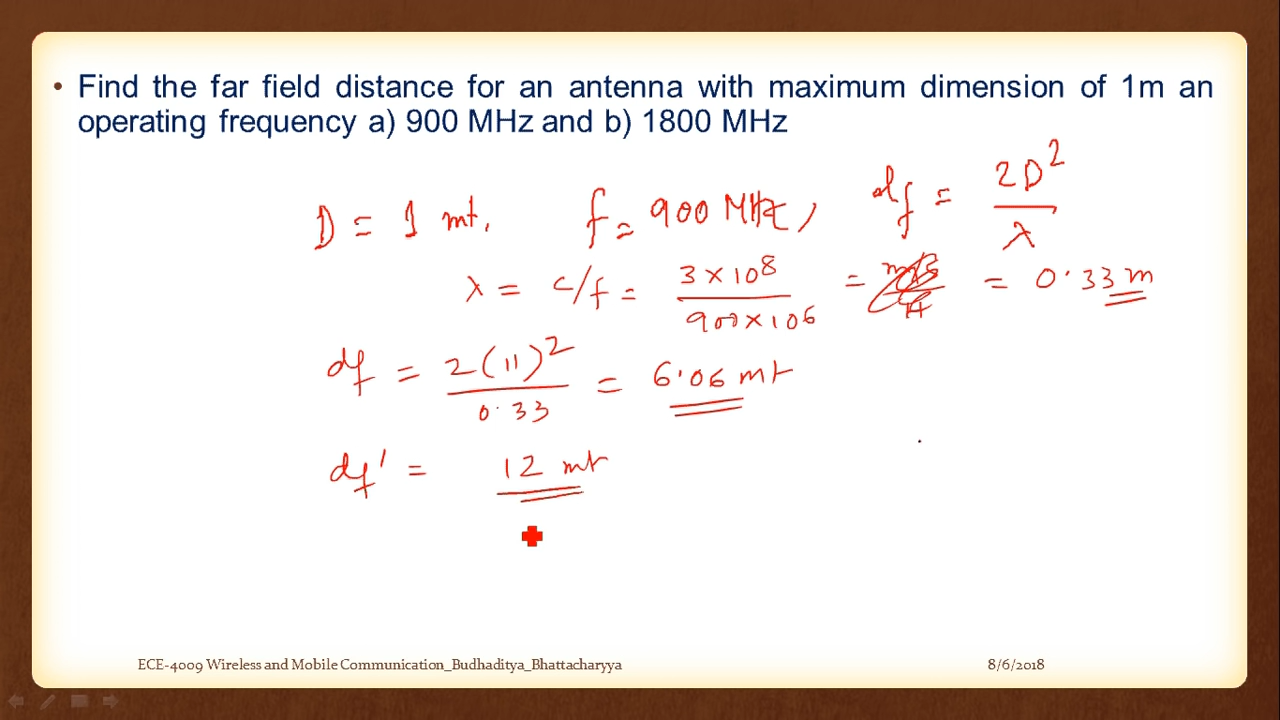 • Find the far field distance for an antenna with maximum dimension of 1m an
operating frequency a) 900 MHz and b) 1800 MHz
D = 1 mt. f = 900 MHz, df = 2D²/λ
λ = c/f = 3×10⁸/900×106 = = 0.33 m
df = 2(11)²/0.33 = 6.06 mt
df' = 12 mt
ECE-4009 Wireless and Mobile Communication_Budhaditya_Bhattacharyya 8/6/2018